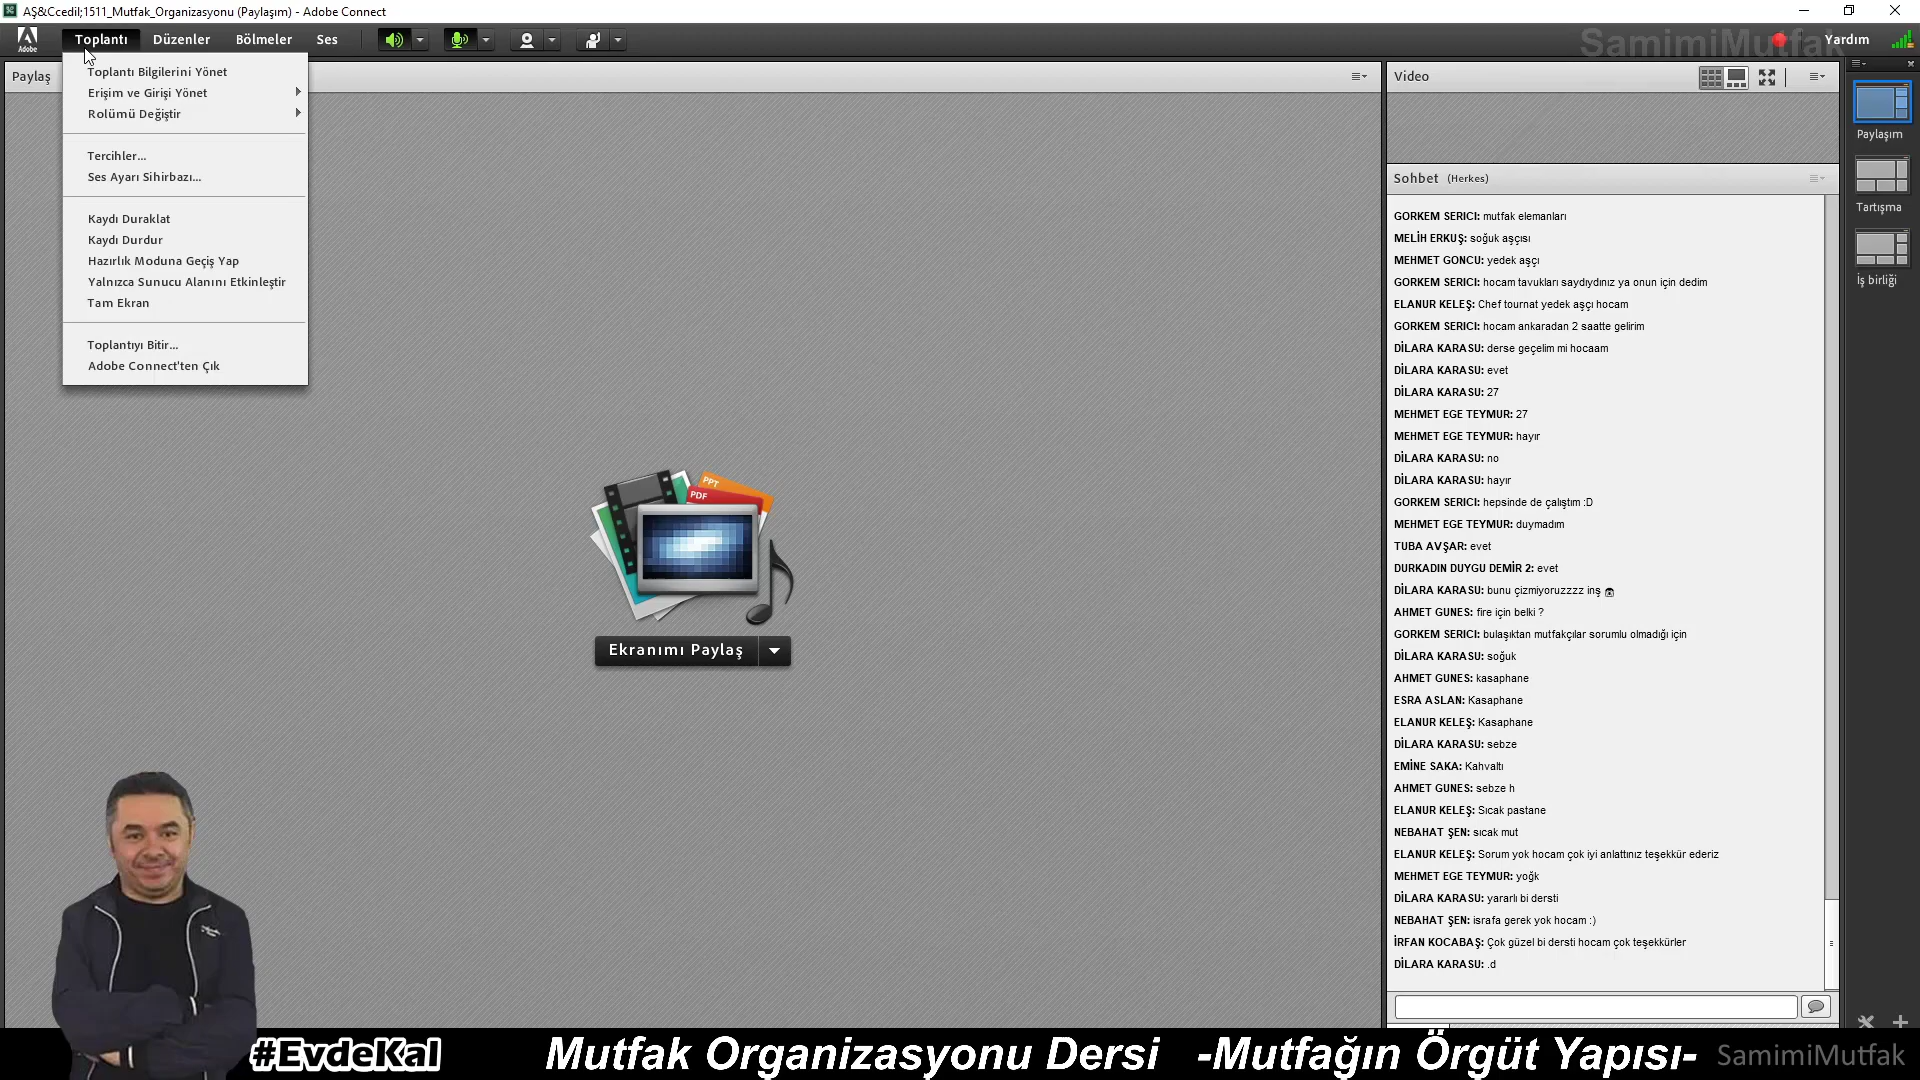 AŞ&Ccedil;1511_Mutfak_Organizasyonu (Paylaşım) - Adobe Connect
Adobe
Toplantı Düzenler Bölmeler Ses
SamimiMutfak
Yardım
Paylaş
Toplantı Bilgilerini Yönet
Erişim ve Girişi Yönet
Rolümü Değiştir
Tercihler...
Ses Ayarı Sihirbazı...
Kaydı Duraklat
Kaydı Durdur
Hazırlık Moduna Geçiş Yap
Yalnızca Sunucu Alanını Etkinleştir
Tam Ekran
Toplantıyı Bitir...
Adobe Connect'ten Çık
PPT
PDF
Ekranımı Paylaş
Video
Sohbet (Herkes)
GORKEM SERICI: mutfak elemanları
MELİH ERKUŞ: soğuk aşçısı
MEHMET GONCU: yedek aşçı
GORKEM SERICI: hocam tavukları saydıydınız ya onun için dedim
ELANUR KELEŞ: Chef tournat yedek aşçı hocam
GORKEM SERICI: hocam ankaradan 2 saatte gelirim
DİLARA KARASU: derse geçelim mi hocaam
DİLARA KARASU: evet
DİLARA KARASU: 27
MEHMET EGE TEYMUR: 27
MEHMET EGE TEYMUR: hayır
DİLARA KARASU: no
DİLARA KARASU: hayır
GORKEM SERICI: hepsinde de çalıştım :D
MEHMET EGE TEYMUR: duymadım
TUBA AVŞAR: evet
DURKADIN DUYGU DEMİR 2: evet
DİLARA KARASU: bunu çizmiyoruzzzz inş
AHMET GUNES: fire için belki ?
GORKEM SERICI: bulaşıktan mutfakçılar sorumlu olmadığı için
DİLARA KARASU: soğuk
AHMET GUNES: kasaphane
ESRA ASLAN: Kasaphane
ELANUR KELEŞ: Kasaphane
DİLARA KARASU: sebze
EMİNE SAKA: Kahvaltı
AHMET GUNES: sebze h
ELANUR KELEŞ: Sıcak pastane
NEBAHAT ŞEN: sıcak mut
ELANUR KELEŞ: Sorum yok hocam çok iyi anlattınız teşekkür ederiz
MEHMET EGE TEYMUR: yoğk
DİLARA KARASU: yararlı bi dersti
NEBAHAT ŞEN: israfa gerek yok hocam :)
İRFAN KOCABAŞ: Çok güzel bi dersti hocam çok teşekkürler
DİLARA KARASU: .d
Paylaşım
Tartışma
İş birliği
#EvdeKal
Mutfak Organizasyonu Dersi -Mutfağın Örgüt Yapısı-
SamimiMutfak